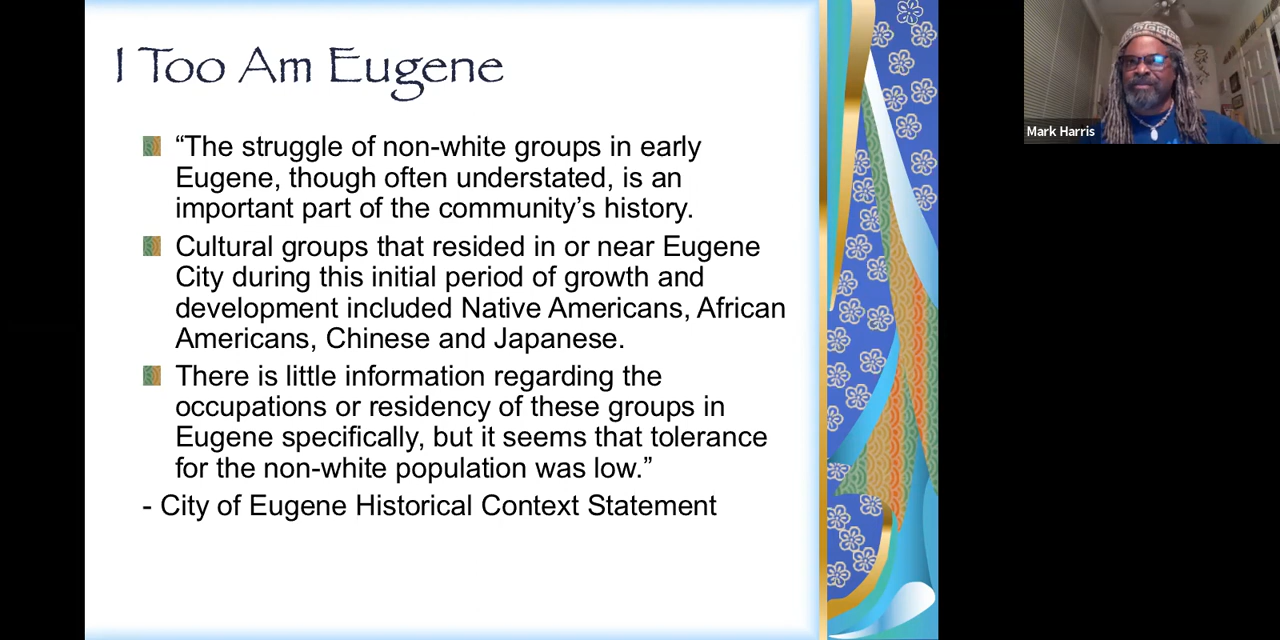 I Too Am Eugene
“The struggle of non-white groups in early
Eugene, though often understated, is an
important part of the community’s history.
Cultural groups that resided in or near Eugene
City during this initial period of growth and
development included Native Americans, African
Americans, Chinese and Japanese.
There is little information regarding the
occupations or residency of these groups in
Eugene specifically, but it seems that tolerance
for the non-white population was low.”
- City of Eugene Historical Context Statement
Mark Harris